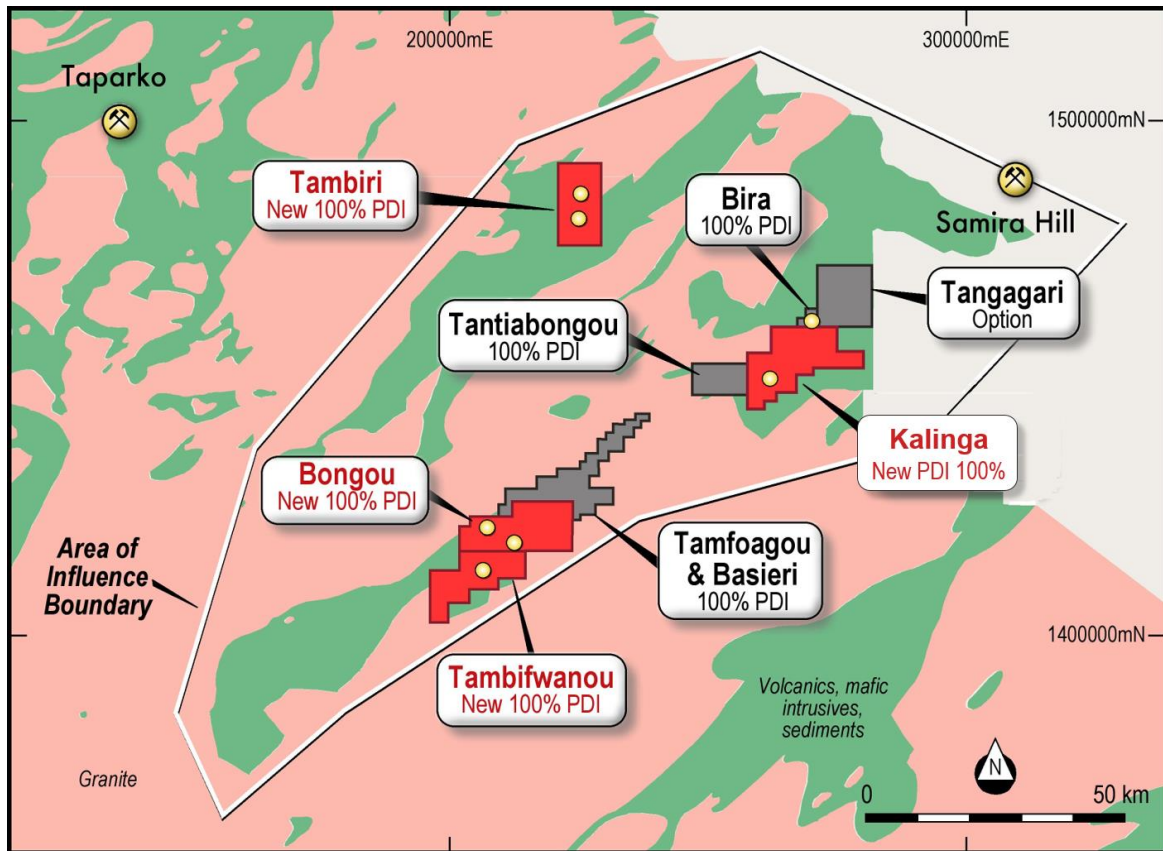 200000mE
300000mE
Taparko
1500000mN
Tambiri
New 100% PDI
Bira
100% PDI
Samira Hill
Tangagari
Option
Tantiabongou
100% PDI
Kalinga
New PDI 100%
Bongou
New 100% PDI
Area of
Influence
Boundary
Tamfoagou
& Basieri
100% PDI
1400000mN
Tambifwanou
New 100% PDI
Volcanics, mafic
intrusives,
sediments
Granite
N
0
50 km